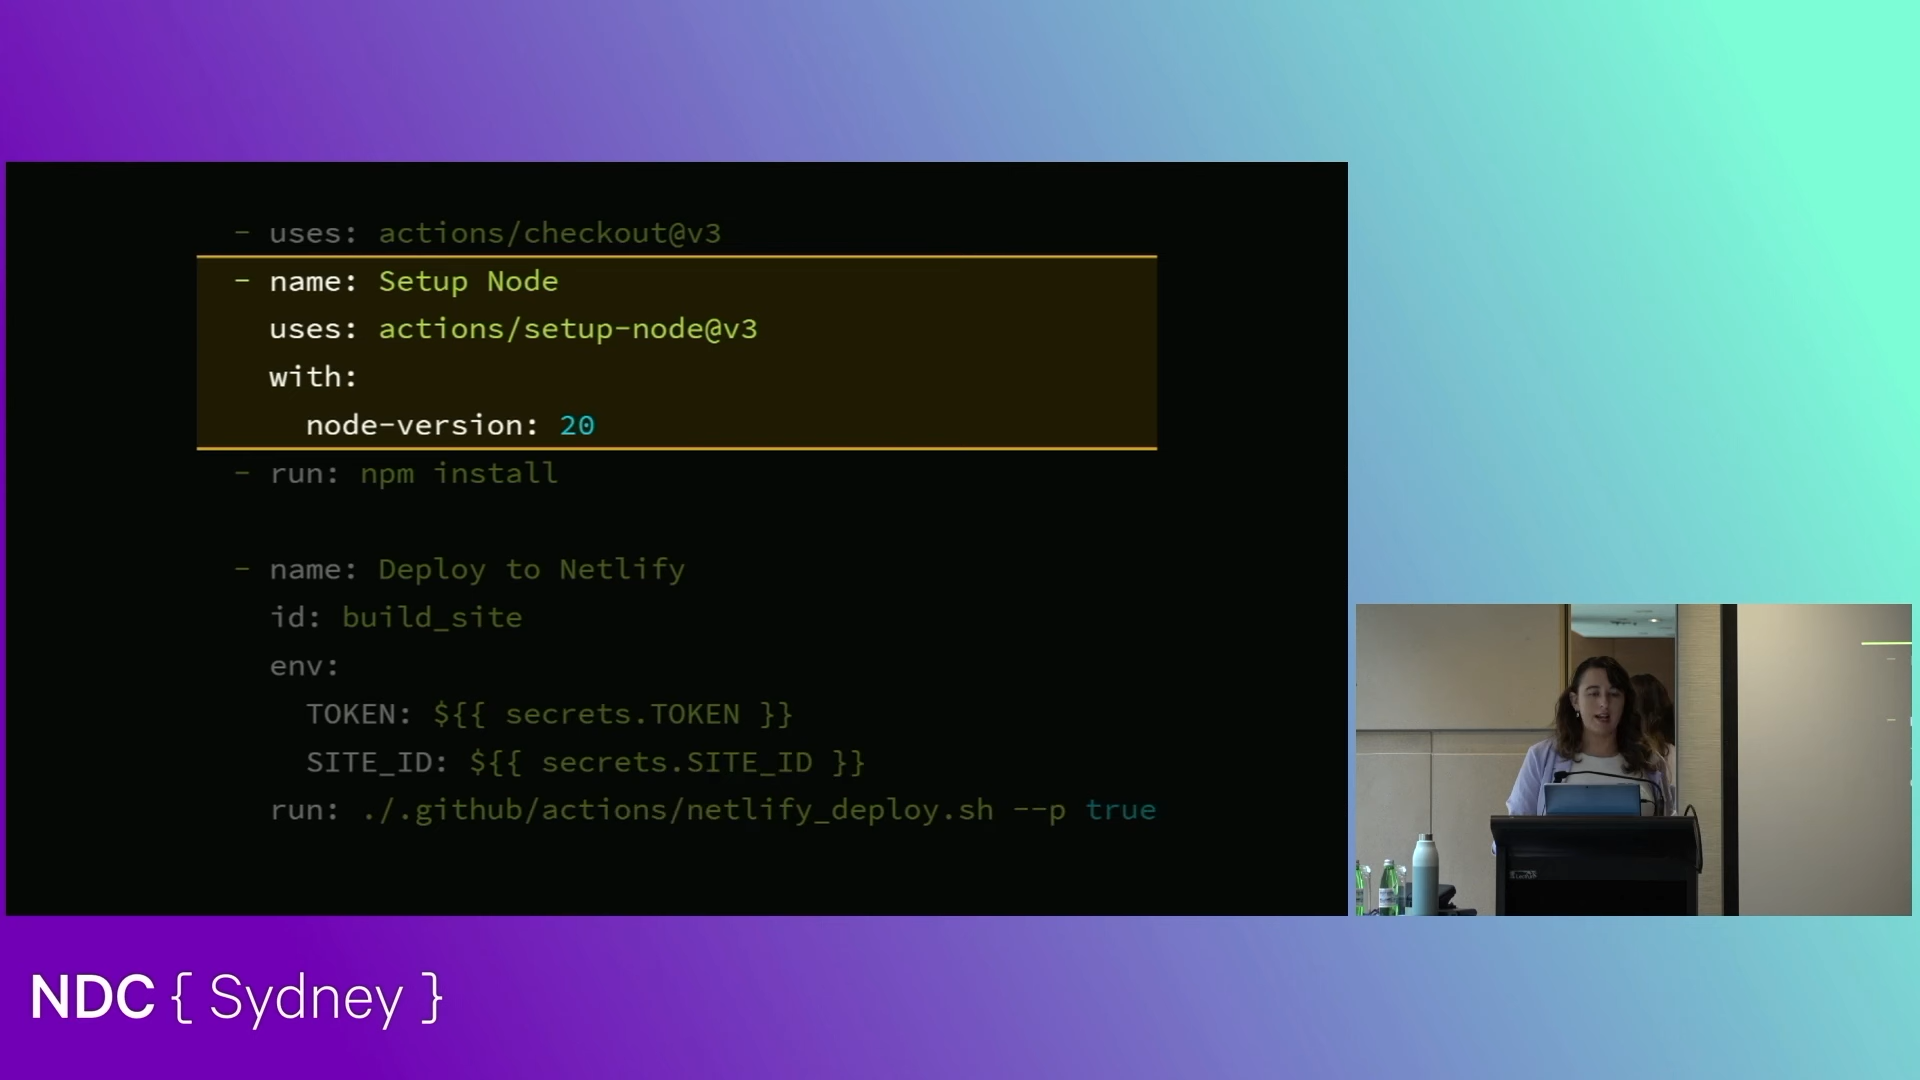 - uses: actions/checkout@v3
- name: Setup Node
uses: actions/setup-node@v3
with:
node-version: 20
- run: npm install
- name: Deploy to Netlify
id: build_site
env:
TOKEN: ${{ secrets.TOKEN }}
SITE_ID: ${{ secrets.SITE_ID }}
run: ./.github/actions/netlify_deploy.sh --p true
NDC { Sydney }